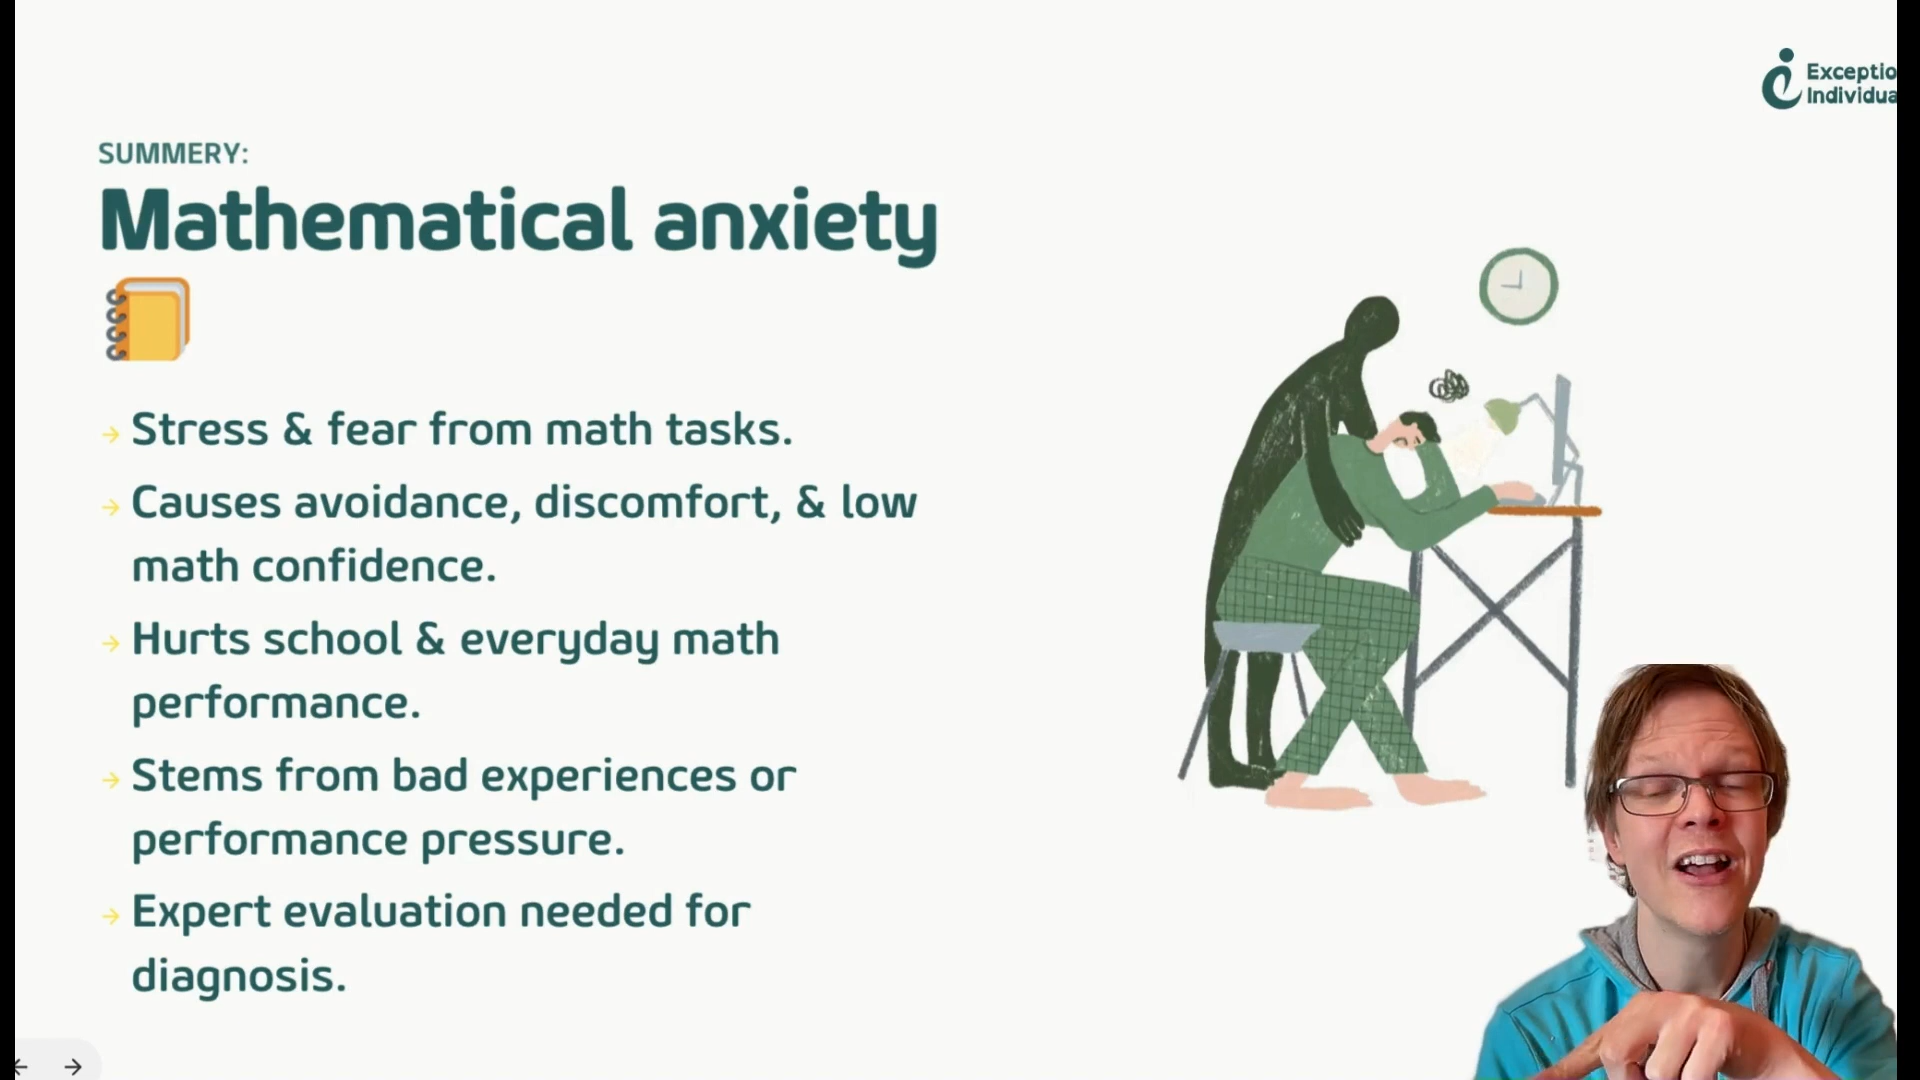 Exceptio
Individua
SUMMERY:
Mathematical anxiety
→ Stress & fear from math tasks.
→ Causes avoidance, discomfort, & low
math confidence.
→ Hurts school & everyday math
performance.
→ Stems from bad experiences or
performance pressure.
→ Expert evaluation needed for
diagnosis.